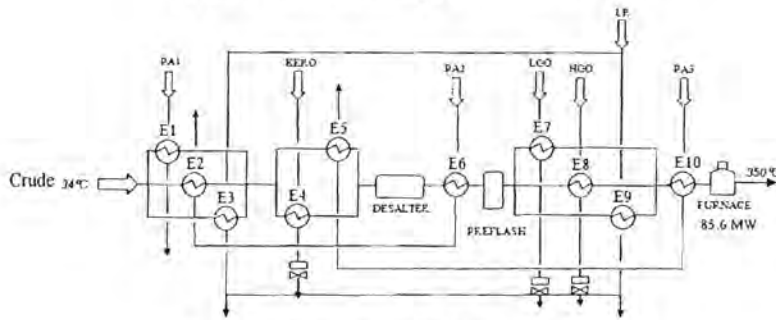 LR
PA1
KERO
PA2
LGO
HGO
PA3
E1
E5
E7
E2
E6
E8
E10
Crude 24°C
350°C
E3
E4
E9
DESALTER
PREFLASH
FURNACE
85.6 MW